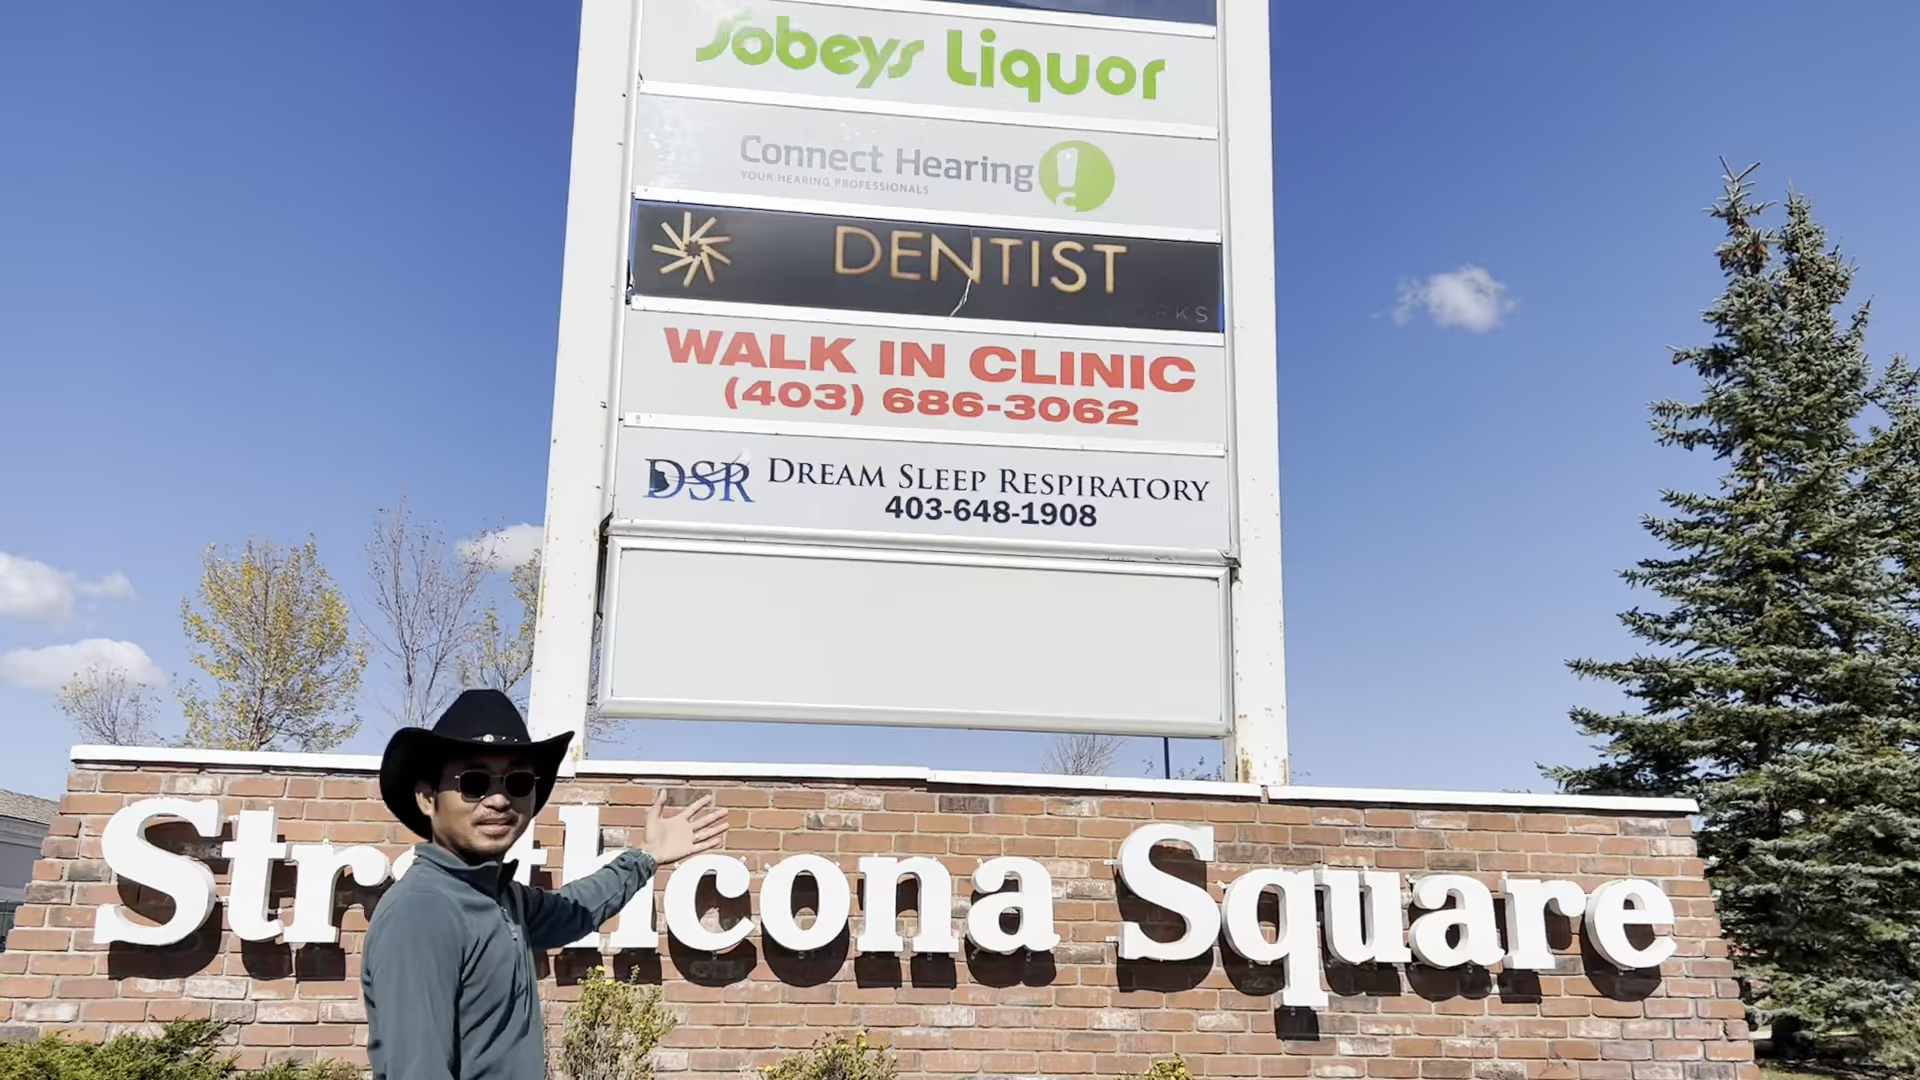 Sobeys Liquor
Connect Hearing
YOUR HEARING PROFESSIONALS
DENTIST
WALK IN CLINIC
(403) 686-3062
DSR DREAM SLEEP RESPIRATORY
403-648-1908
Strathcona Square